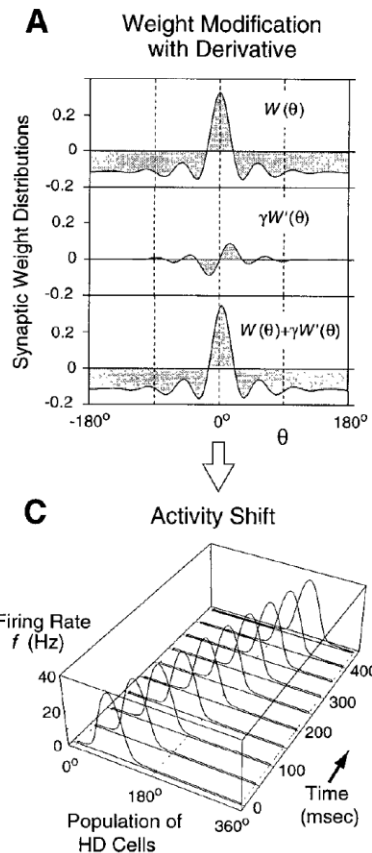 A
Weight Modification
with Derivative
Synaptic Weight Distributions
0.2
0
-0.2
W(θ)
0.2
0
-0.2
γW'(θ)
0.2
0
-0.2
W(θ)+γW'(θ)
-180° 0° θ 180°
C
Activity Shift
Firing Rate
f (Hz)
40
20
0
0°
180°
360°
Population of
HD Cells
0
100
200
300
400
Time
(msec)